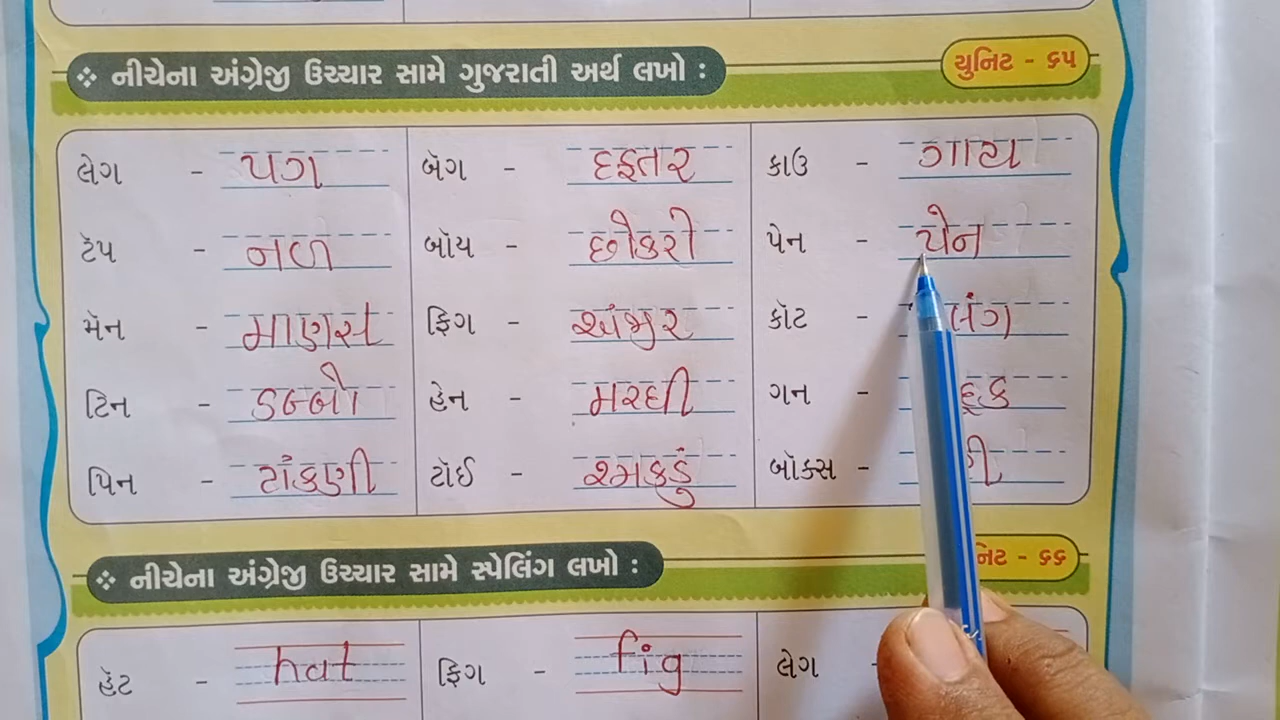 ❖ નીચેના અંગ્રેજી ઉચ્ચાર સામે ગુજરાતી અર્થ લખો : યુનિટ - ૬૫
લેગ - પગ બૅગ - દફતર કાઉ - ગાય
ટૅપ - નળ બૉય - છોકરો પેન - પેન
મૅન - માણસ ફિગ - અંજીર કૉટ -
ટિન - ડબ્બો હેન - મરઘી ગન -
પિન - ટાંકણી ટૉઈ - રમકડું બૉક્સ -
❖ નીચેના અંગ્રેજી ઉચ્ચાર સામે સ્પેલિંગ લખો : - ૬૬
હૅટ - hat ફિગ - fig લેગ -